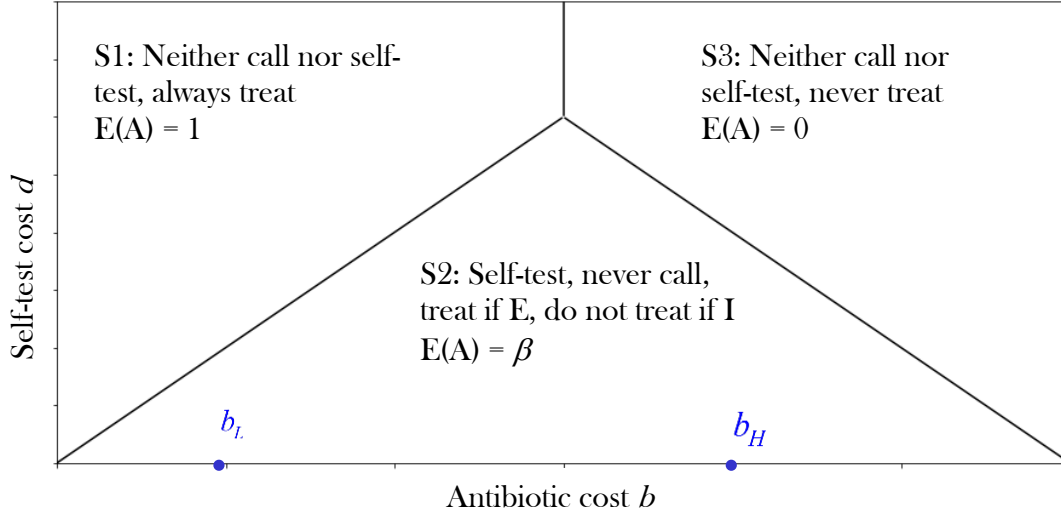 S1: Neither call nor self-
test, always treat
E(A) = 1
S3: Neither call nor
self-test, never treat
E(A) = 0
Self-test cost d
S2: Self-test, never call,
treat if E, do not treat if I
E(A) = β
b_L
b_H
Antibiotic cost b